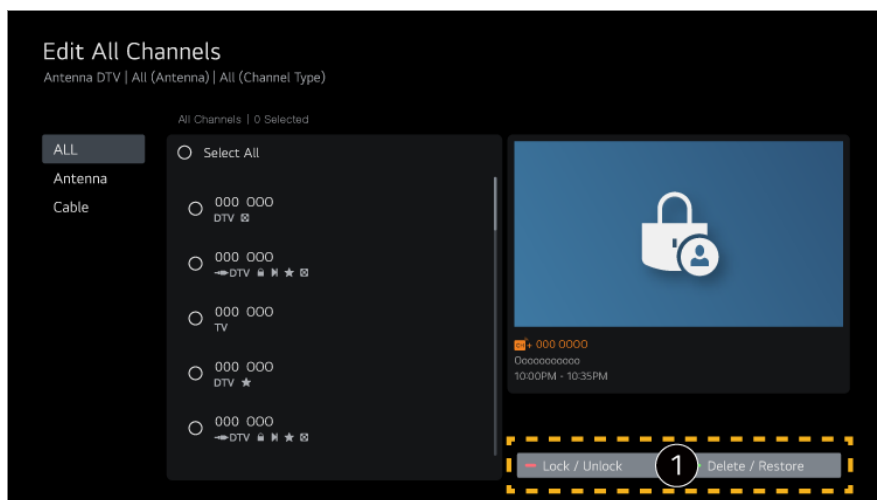 Edit All Channels
Antenna DTV | All (Antenna) | All (Channel Type)
All Channels | 0 Selected
ALL
Antenna
Cable
Select All
000 000
DTV
000 000
DTV
000 000
TV
000 000
DTV
000 000
DTV
CH+ 000 0000
Ooooooooooo
10:00PM - 10:35PM
Lock / Unlock
1
Delete / Restore